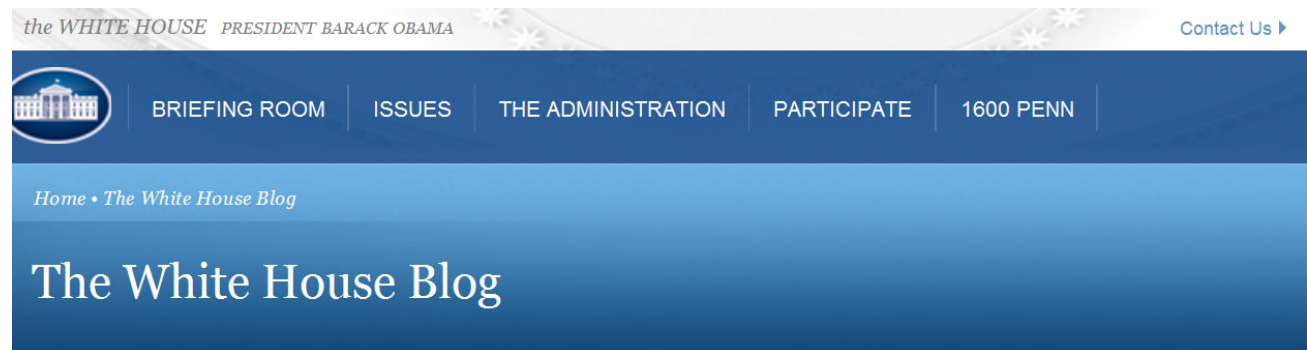 the WHITE HOUSE PRESIDENT BARACK OBAMA
Contact Us
BRIEFING ROOM ISSUES THE ADMINISTRATION PARTICIPATE 1600 PENN
Home • The White House Blog
The White House Blog